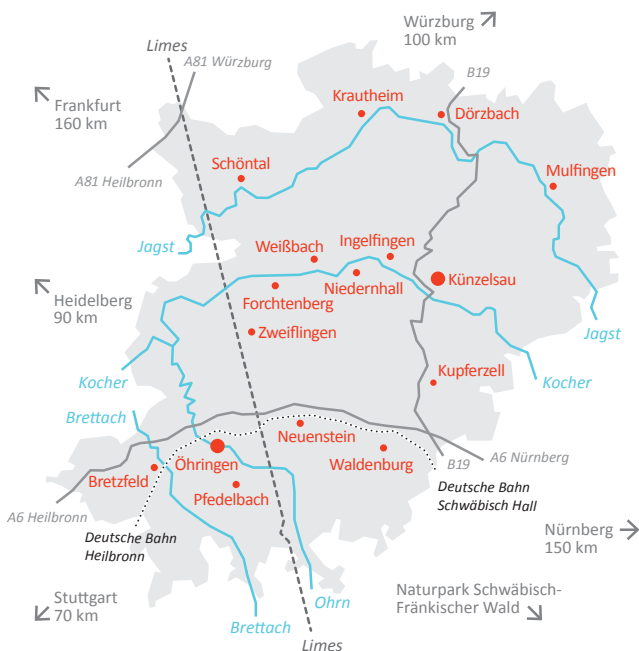 Würzburg
100 km
Limes
A81 Würzburg
B19
Frankfurt
160 km
Krautheim
Dörzbach
Schöntal
A81 Heilbronn
Mulfingen
Jagst
Weißbach
Ingelfingen
Heidelberg
90 km
Forchtenberg
Niedernhall
Künzelsau
Zweiflingen
Jagst
Kocher
Kupferzell
Kocher
Brettach
Neuenstein
Öhringen
Waldenburg
B19
A6 Nürnberg
Bretzfeld
Pfedelbach
Deutsche Bahn
Schwäbisch Hall
A6 Heilbronn
Deutsche Bahn
Heilbronn
Nürnberg
150 km
Stuttgart
70 km
Naturpark Schwäbisch-
Fränkischer Wald
Ohrn
Brettach
Limes